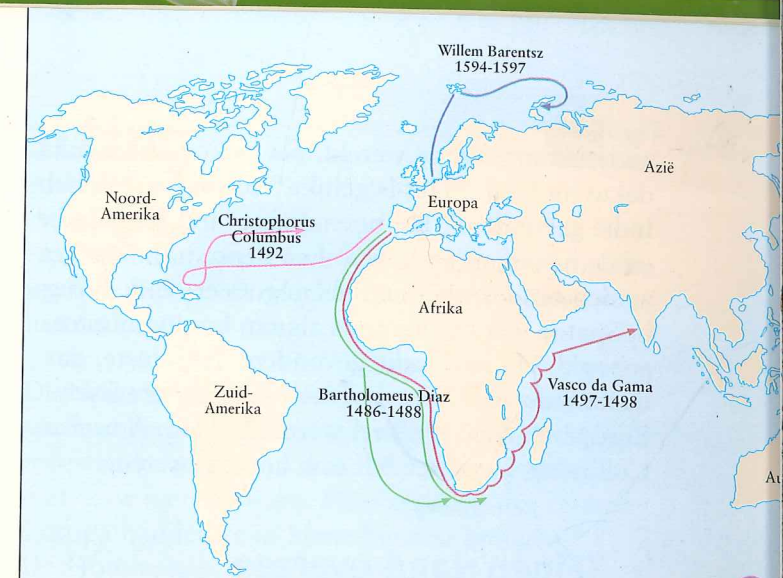 Willem Barentsz
1594-1597
Azië
Noord-
Amerika
Europa
Christophorus
Columbus
1492
Afrika
Zuid-
Amerika
Bartholomeus Diaz
1486-1488
Vasco da Gama
1497-1498
Au